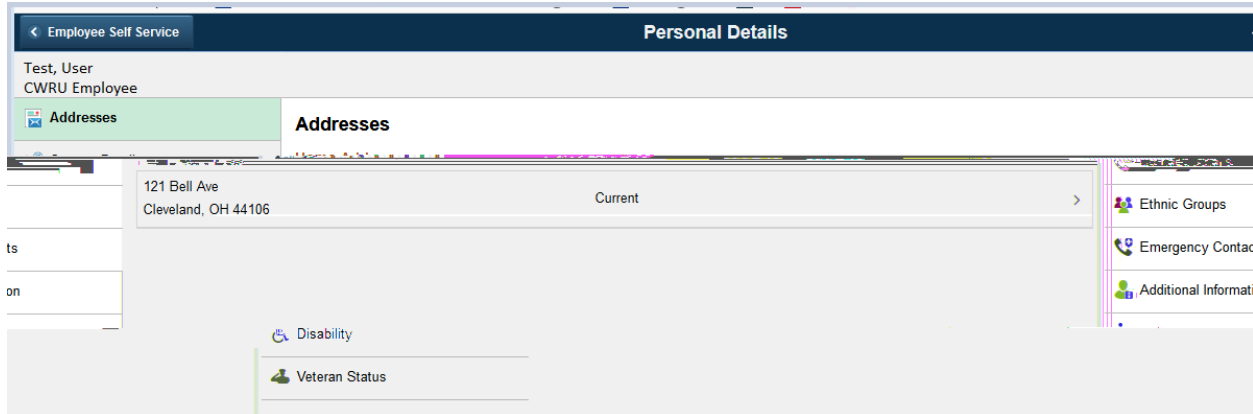 Employee Self Service
Personal Details
Test, User
CWRU Employee
Addresses
Addresses
121 Bell Ave
Current
Cleveland, OH 44106
Ethnic Groups
ts
Emergency Contac
on
Additional Informati
Disability
Veteran Status